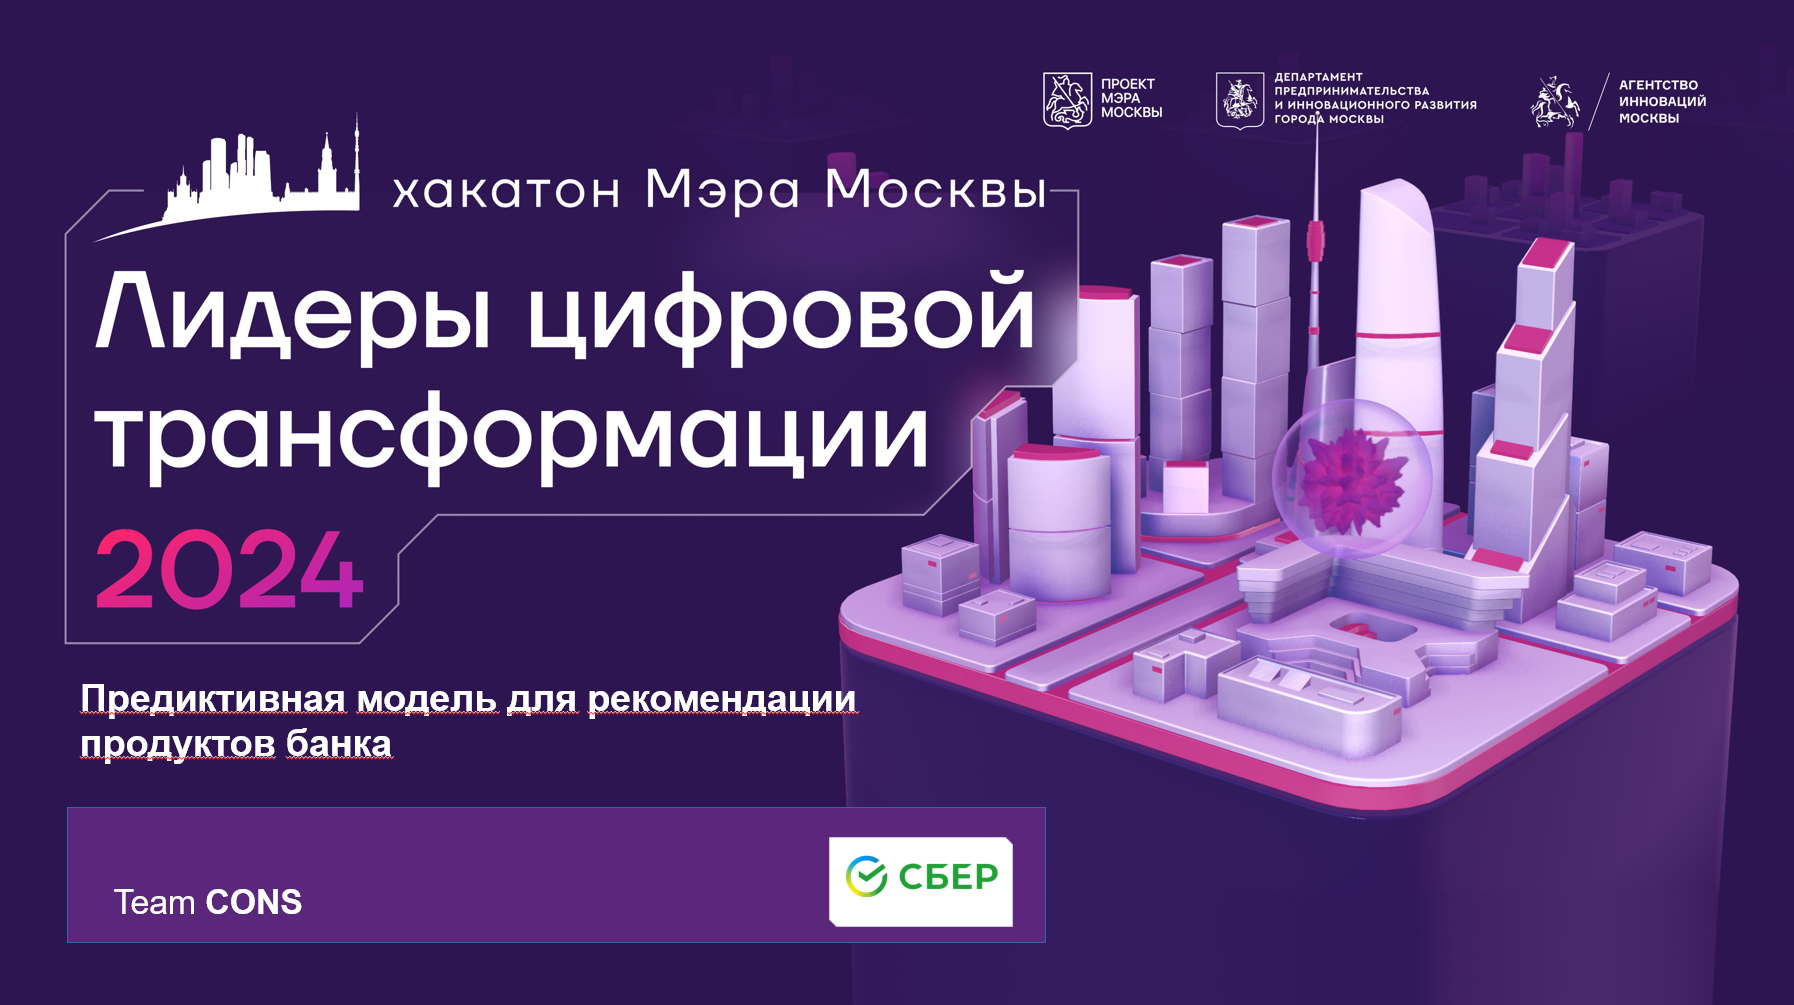 ПРОЕКТ
МЭРА
МОСКВЫ
ДЕПАРТАМЕНТ
ПРЕДПРИНИМАТЕЛЬСТВА
И ИННОВАЦИОННОГО РАЗВИТИЯ
ГОРОДА МОСКВЫ
АГЕНТСТВО
ИННОВАЦИЙ
МОСКВЫ
хакатон Мэра Москвы
Лидеры цифровой
трансформации
2024
Предиктивная модель для рекомендации
продуктов банка
Team CONS
СБЕР